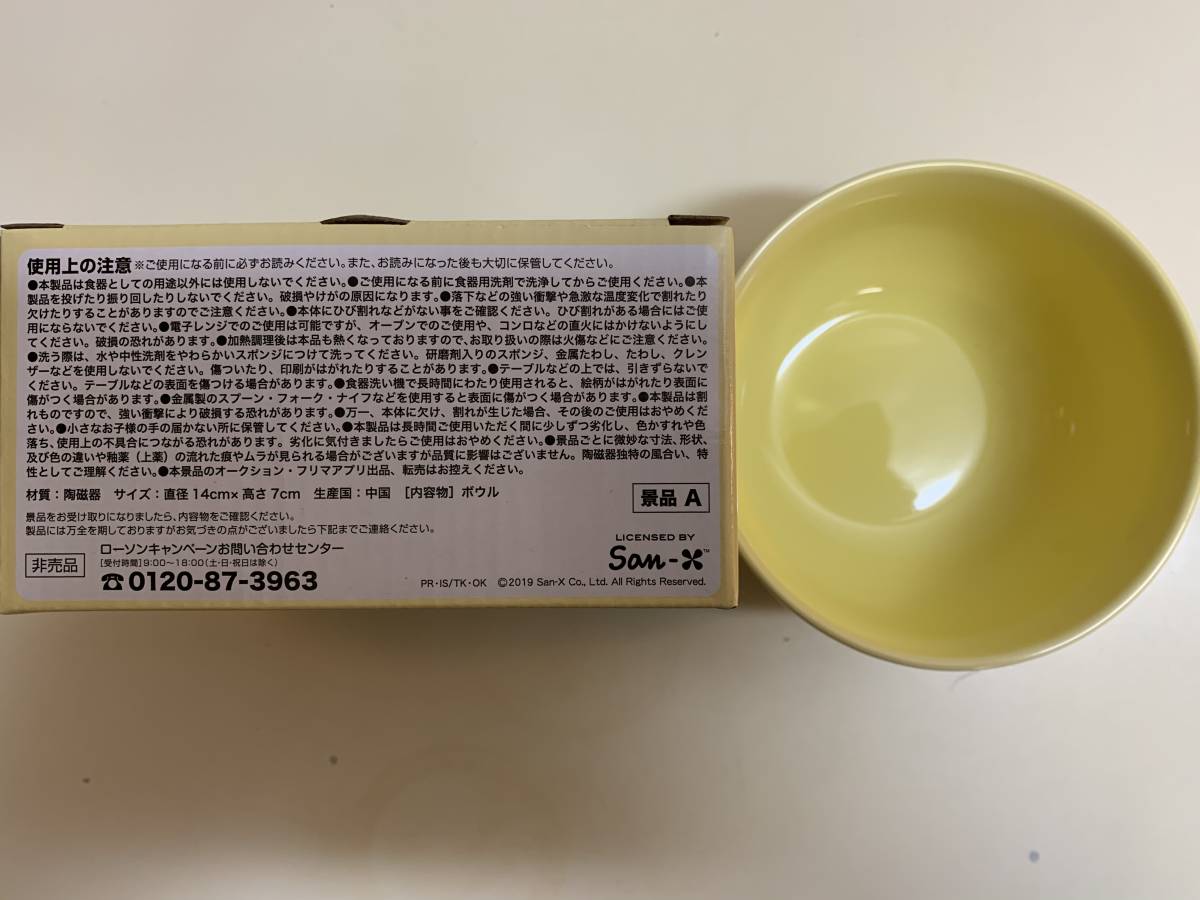 使用上の注意 ※ご使用になる前に必ずお読みください。また、お読みになった後も大切に保管してください。
●本製品は食器としての用途以外には使用しないでください。●ご使用になる前に食器用洗剤で洗浄してからご使用ください。●本
製品を投げたり振り回したりしないでください。破損やけがの原因になります。●落下などの強い衝撃や急激な温度変化で割れたり
欠けたりすることがありますのでご注意ください。●本体にひび割れなどがない事をご確認ください。ひび割れがある場合にはご使
用にならないでください。●電子レンジでのご使用は可能ですが、オーブンでのご使用や、コンロなどの直火にはかけないようにし
てください。破損の恐れがあります。●加熱調理後は本品も熱くなっておりますので、お取り扱いの際は火傷などにご注意ください。
●洗う際は、水や中性洗剤をやわらかいスポンジにつけて洗ってください。研磨剤入りのスポンジ、金属たわし、たわし、クレン
ザーなどを使用しないでください。傷ついたり、印刷がはがれたりすることがあります。●テーブルなどの上では、引きずらないで
ください。テーブルなどの表面を傷つける場合があります。●食器洗い機で長時間にわたり使用されると、絵柄がはがれたり表面に
傷がつく場合があります。●金属製のスプーン・フォーク・ナイフなどを使用すると表面に傷がつく場合があります。●本製品は割
れものですので、強い衝撃により破損する恐れがあります。●万一、本体に欠け、割れが生じた場合、その後のご使用はおやめくだ
さい。●小さなお子様の手の届かない所に保管してください。●本製品は長時間ご使用いただく間に少しずつ劣化し、色かすれや色
落ち、使用上の不具合につながる恐れがあります。劣化に気付きましたらご使用はおやめください。●景品ごとに微妙な寸法、形状、
及び色の違いや釉薬（上薬）の流れた痕やムラが見られる場合がございますが品質に影響はございません。陶磁器独特の風合い、特
性としてご理解ください。●本景品のオークション・フリマアプリ出品、転売はお控えください。
材質：陶磁器 サイズ：直径14cm×高さ7cm 生産国：中国 [内容物] ボウル
景品 A
景品をお受け取りになりましたら、内容物をご確認ください。
製品には万全を期しておりますがお気づきの点がございましたら下記までご連絡ください。
非売品
ローソンキャンペーンお問い合わせセンター
[受付時間]9:00~18:00(土・日・祝日は除く)
☎0120-87-3963
LICENSED BY
San-X™
PR・IS/TK・OK ©2019 San-X Co., Ltd. All Rights Reserved.